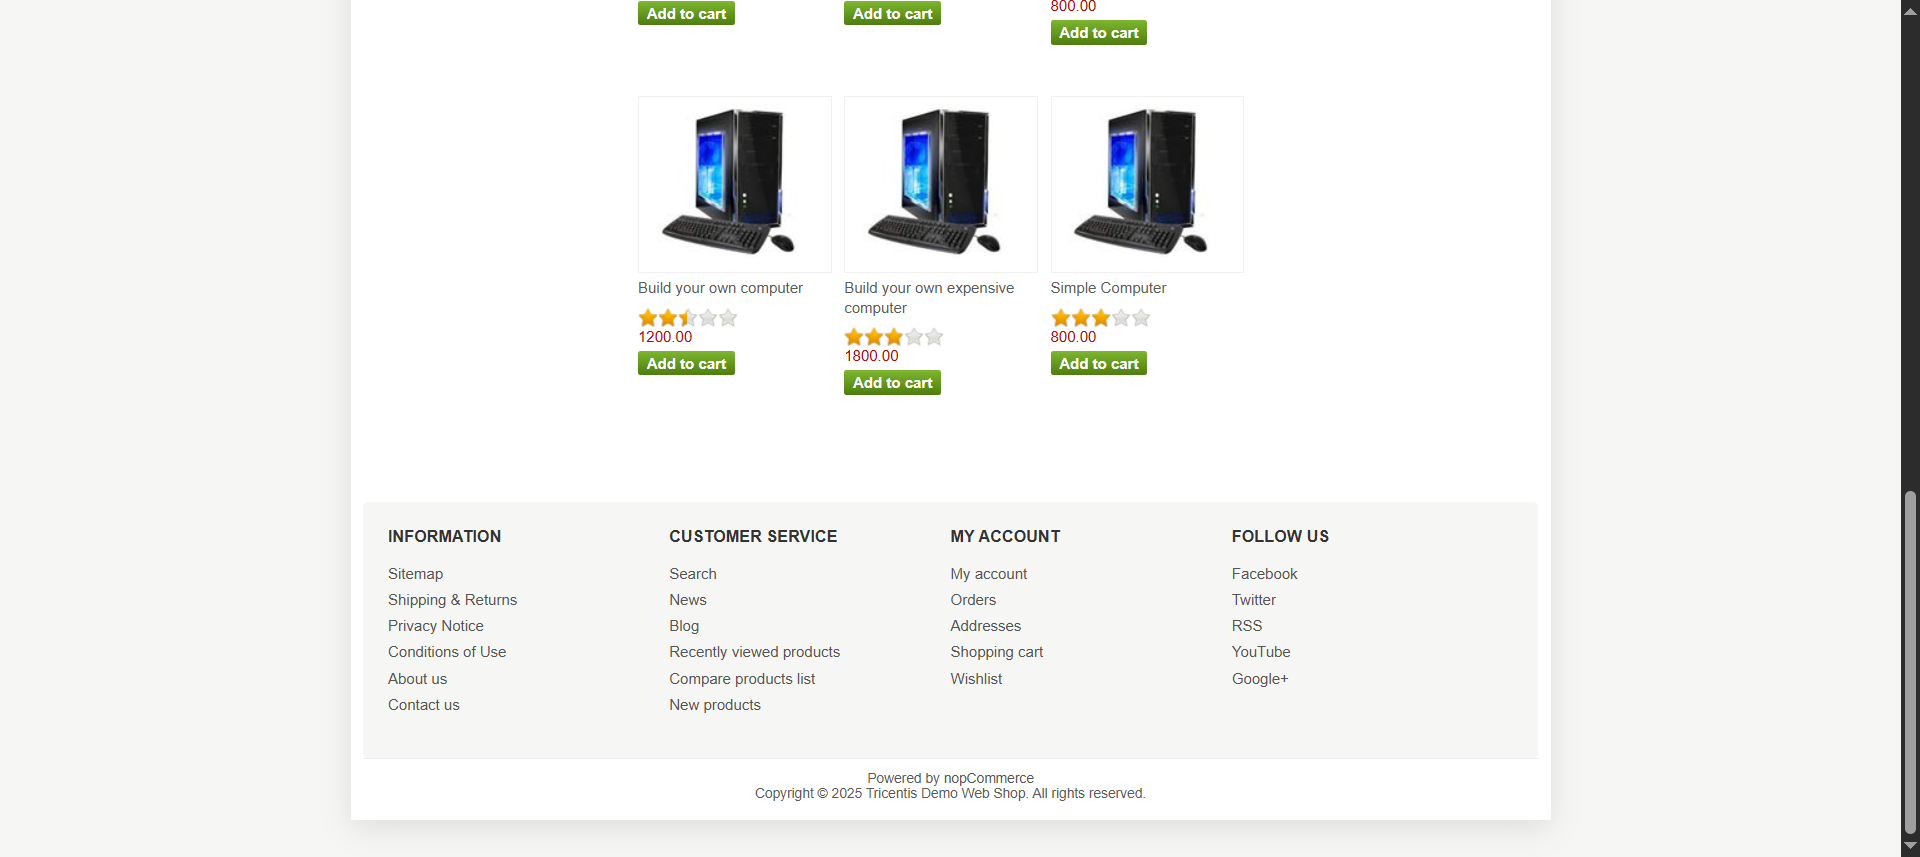 800.00
Add to cart
Add to cart
Add to cart
Build your own computer
1200.00
Add to cart
Build your own expensive
computer
1800.00
Add to cart
Simple Computer
800.00
Add to cart
INFORMATION
Sitemap
Shipping & Returns
Privacy Notice
Conditions of Use
About us
Contact us
CUSTOMER SERVICE
Search
News
Blog
Recently viewed products
Compare products list
New products
MY ACCOUNT
My account
Orders
Addresses
Shopping cart
Wishlist
FOLLOW US
Facebook
Twitter
RSS
YouTube
Google+
Powered by nopCommerce
Copyright © 2025 Tricentis Demo Web Shop. All rights reserved.